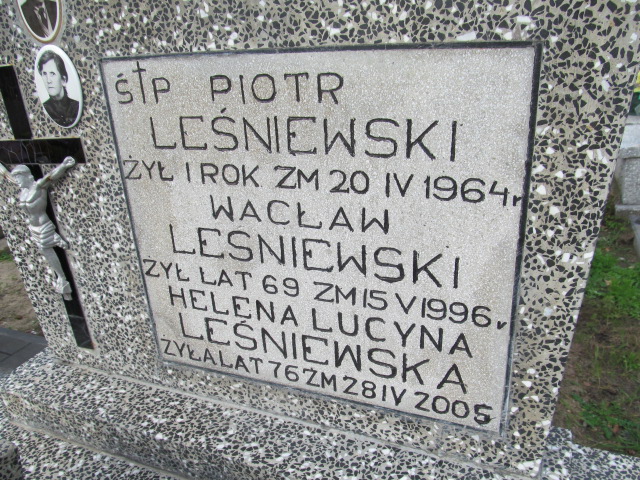 Ś†P PIOTR
LEŚNIEWSKI
ŻYŁ 1 ROK ZM 20 IV 1964 r
WACŁAW
LEŚNIEWSKI
ŻYŁ LAT 69 ZM 15 V 1996 r
HELENA LUCYNA
LEŚNIEWSKA
ŻYŁA LAT 76 ZM 28 IV 2005